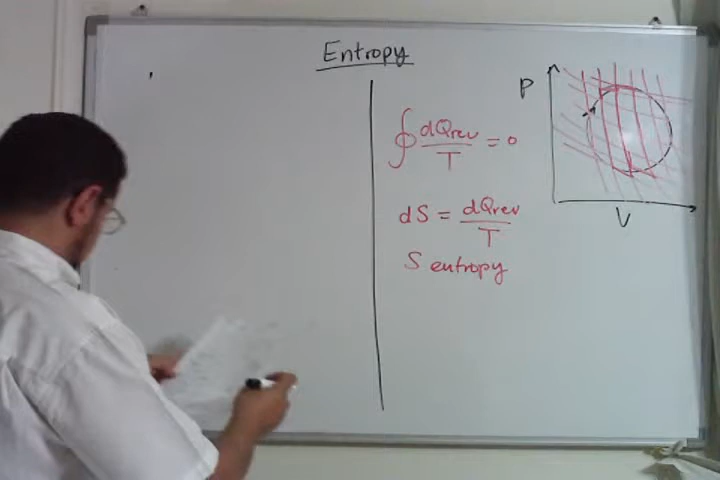 Entropy
∮ dQrev / T = 0
dS = dQrev / T
S entropy
P
V